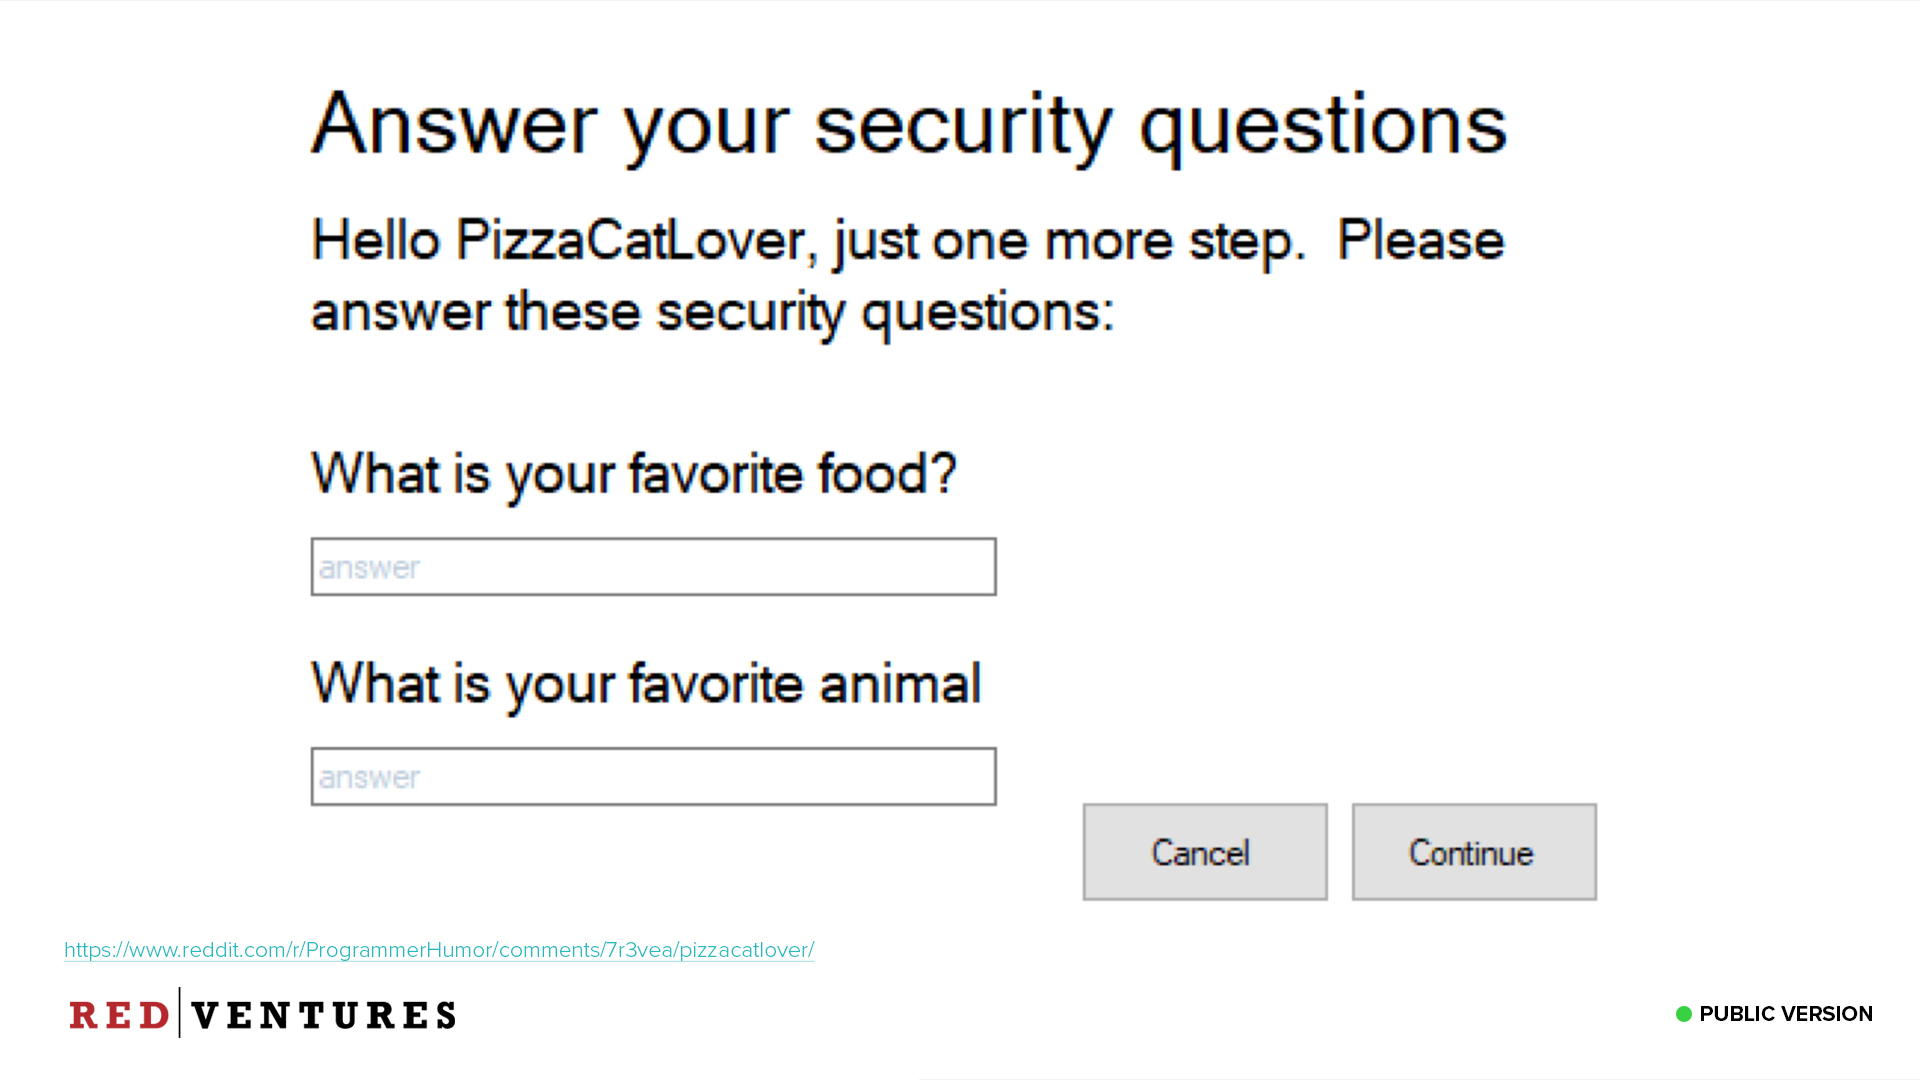 Answer your security questions
Hello PizzaCatLover, just one more step.  Please
answer these security questions:
What is your favorite food?
answer
What is your favorite animal
answer
Cancel
Continue
https://www.reddit.com/r/ProgrammerHumor/comments/7r3vea/pizzacatlover/
RED VENTURES
PUBLIC VERSION